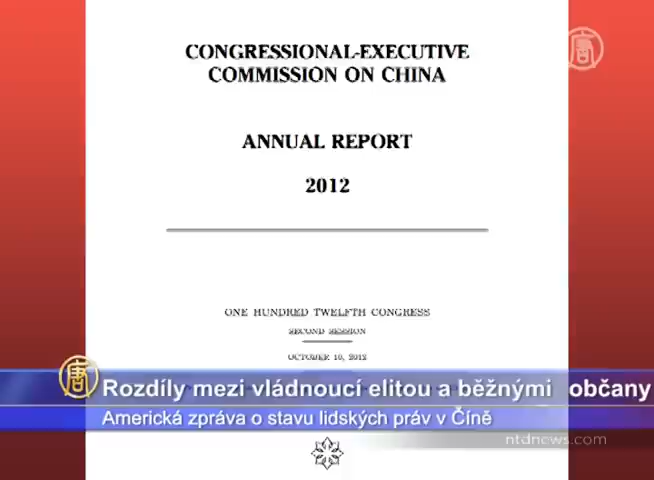 CONGRESSIONAL-EXECUTIVE
COMMISSION ON CHINA
ANNUAL REPORT
2012
ONE HUNDRED TWELFTH CONGRESS
SECOND SESSION
OCTOBER 10, 2012
唐
Rozdíly mezi vládnoucí elitou a běžnými občany
Americká zpráva o stavu lidských práv v Číně
ntdnews.com